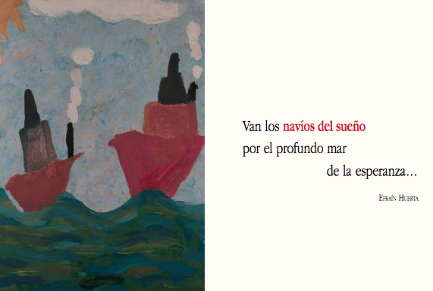 Van los navíos del sueño
por el profundo mar
de la esperanza...
Efraín Huerta